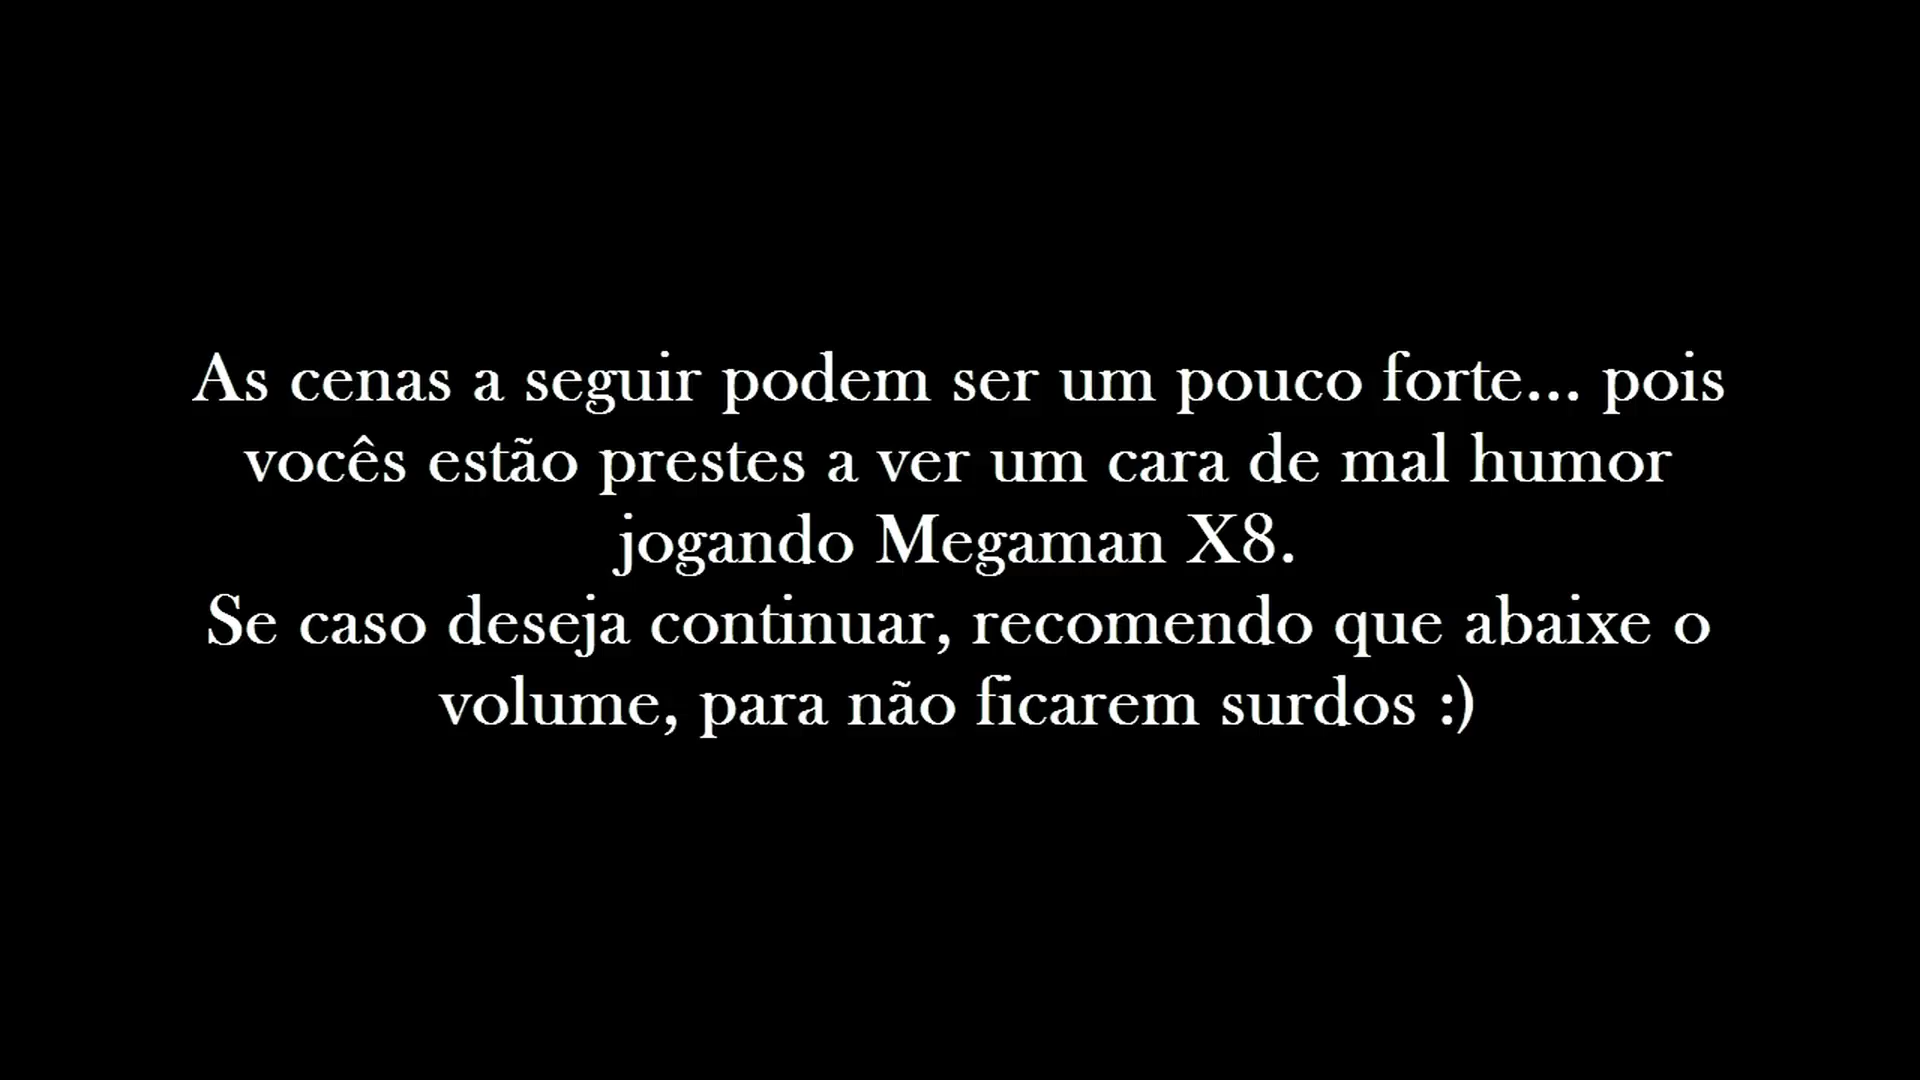 As cenas a seguir podem ser um pouco forte... pois
vocês estão prestes a ver um cara de mal humor
jogando Megaman X8.
Se caso deseja continuar, recomendo que abaixe o
volume, para não ficarem surdos :)